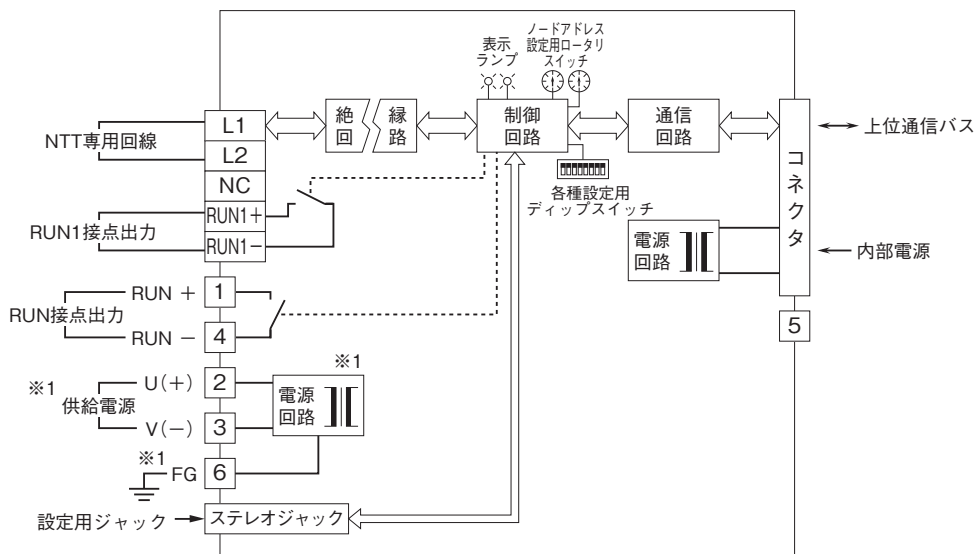 表示
ランプ
ノードアドレス
設定用ロータリ
スイッチ
NTT専用回線
L1
L2
NC
RUN1+
RUN1−
RUN1接点出力
絶縁
回路
制御
回路
通信
回路
コネクタ
上位通信バス
各種設定用
ディップスイッチ
電源
回路
内部電源
5
RUN接点出力
RUN +
1
RUN −
4
※1
供給電源
U(+)
2
V(−)
3
※1
電源
回路
※1
FG
6
設定用ジャック
ステレオジャック